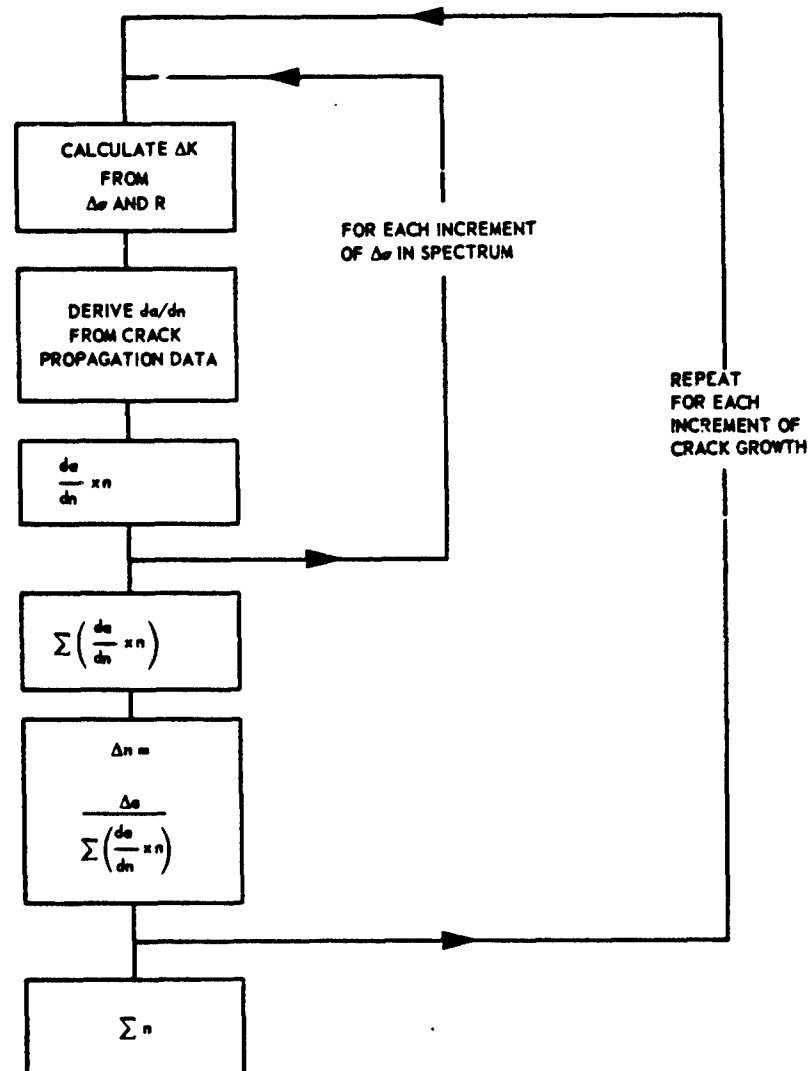 CALCULATE ΔK
FROM
Δσ AND R
FOR EACH INCREMENT
OF Δσ IN SPECTRUM
DERIVE da/dn
FROM CRACK
PROPAGATION DATA
REPEAT
FOR EACH
INCREMENT OF
CRACK GROWTH
da
dn
× n
Σ ( da
dn
× n )
Δn =
Δa
Σ ( da
dn
× n )
Σ n